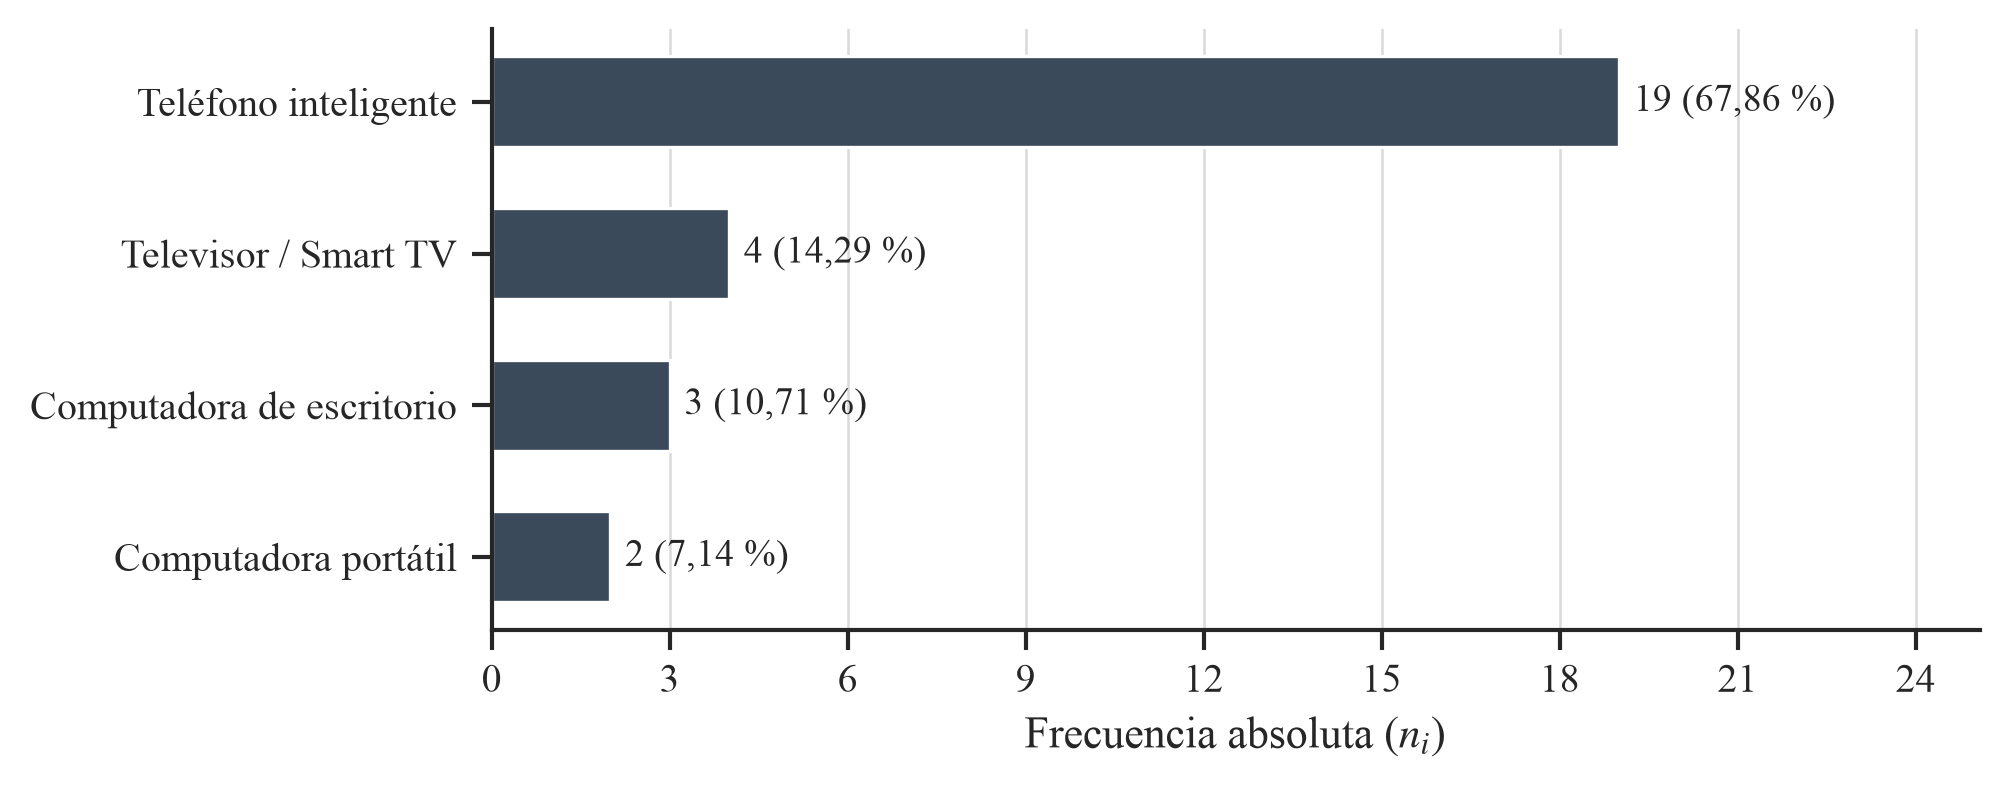 Teléfono inteligente 19 (67,86 %)
Televisor / Smart TV 4 (14,29 %)
Computadora de escritorio 3 (10,71 %)
Computadora portátil 2 (7,14 %)
0 3 6 9 12 15 18 21 24
Frecuencia absoluta (nᵢ)